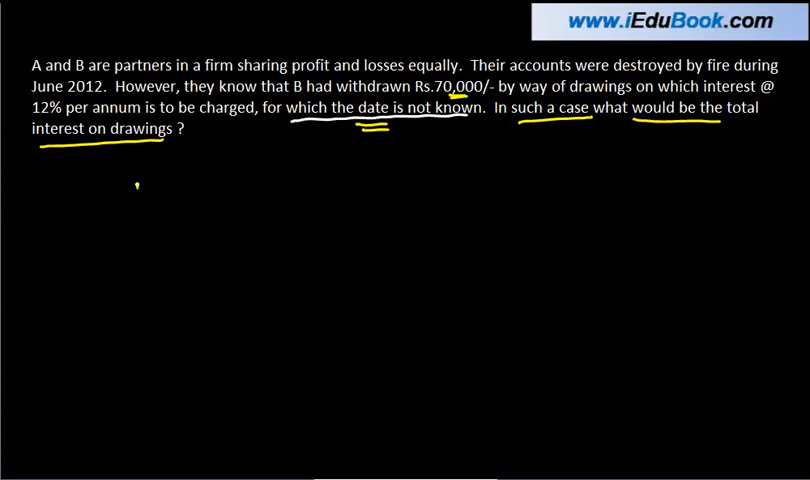 www.iEduBook.com
A and B are partners in a firm sharing profit and losses equally. Their accounts were destroyed by fire during
June 2012. However, they know that B had withdrawn Rs.70,000/- by way of drawings on which interest @
12% per annum is to be charged, for which the date is not known. In such a case what would be the total
interest on drawings ?